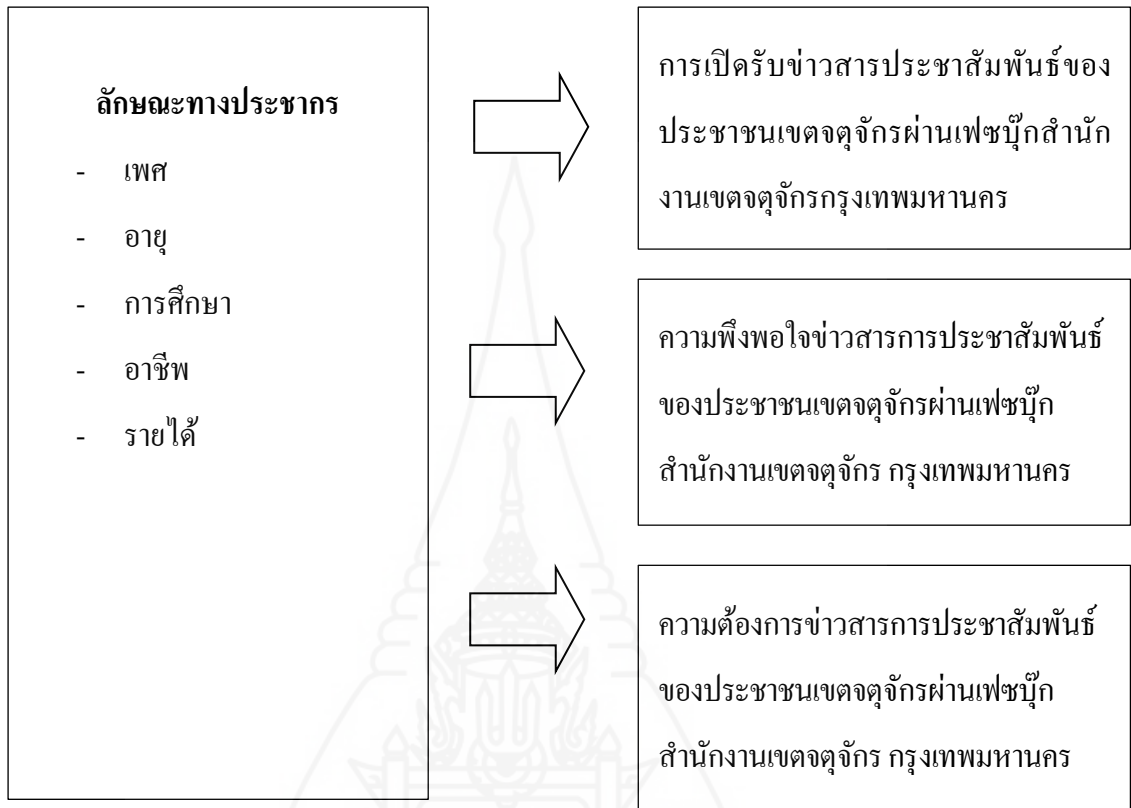 ลักษณะทางประชากร
- เพศ
- อายุ
- การศึกษา
- อาชีพ
- รายได้
การเปิดรับข่าวสารประชาสัมพันธ์ของ
ประชาชนเขตจตุจักรผ่านเฟซบุ๊กสำนัก
งานเขตจตุจักรกรุงเทพมหานคร
ความพึงพอใจข่าวสารการประชาสัมพันธ์
ของประชาชนเขตจตุจักรผ่านเฟซบุ๊ก
สำนักงานเขตจตุจักร กรุงเทพมหานคร
ความต้องการข่าวสารการประชาสัมพันธ์
ของประชาชนเขตจตุจักรผ่านเฟซบุ๊ก
สำนักงานเขตจตุจักร กรุงเทพมหานคร